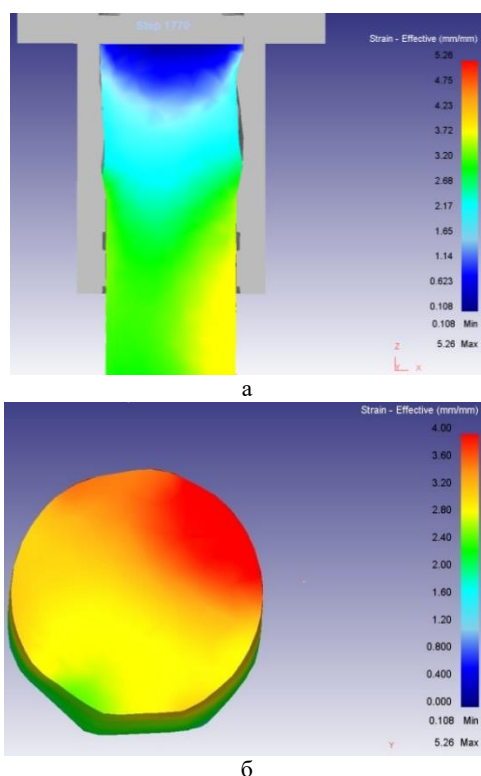 Step 1770
Strain - Effective (mm/mm)
5.26
4.75
4.23
3.72
3.20
2.68
2.17
1.65
1.14
0.623
0.108
0.108 Min
5.26 Max
Z
Y X
а
Strain - Effective (mm/mm)
4.00
3.60
3.20
2.80
2.40
2.00
1.60
1.20
0.800
0.400
0.000
0.108 Min
5.26 Max
Y
б